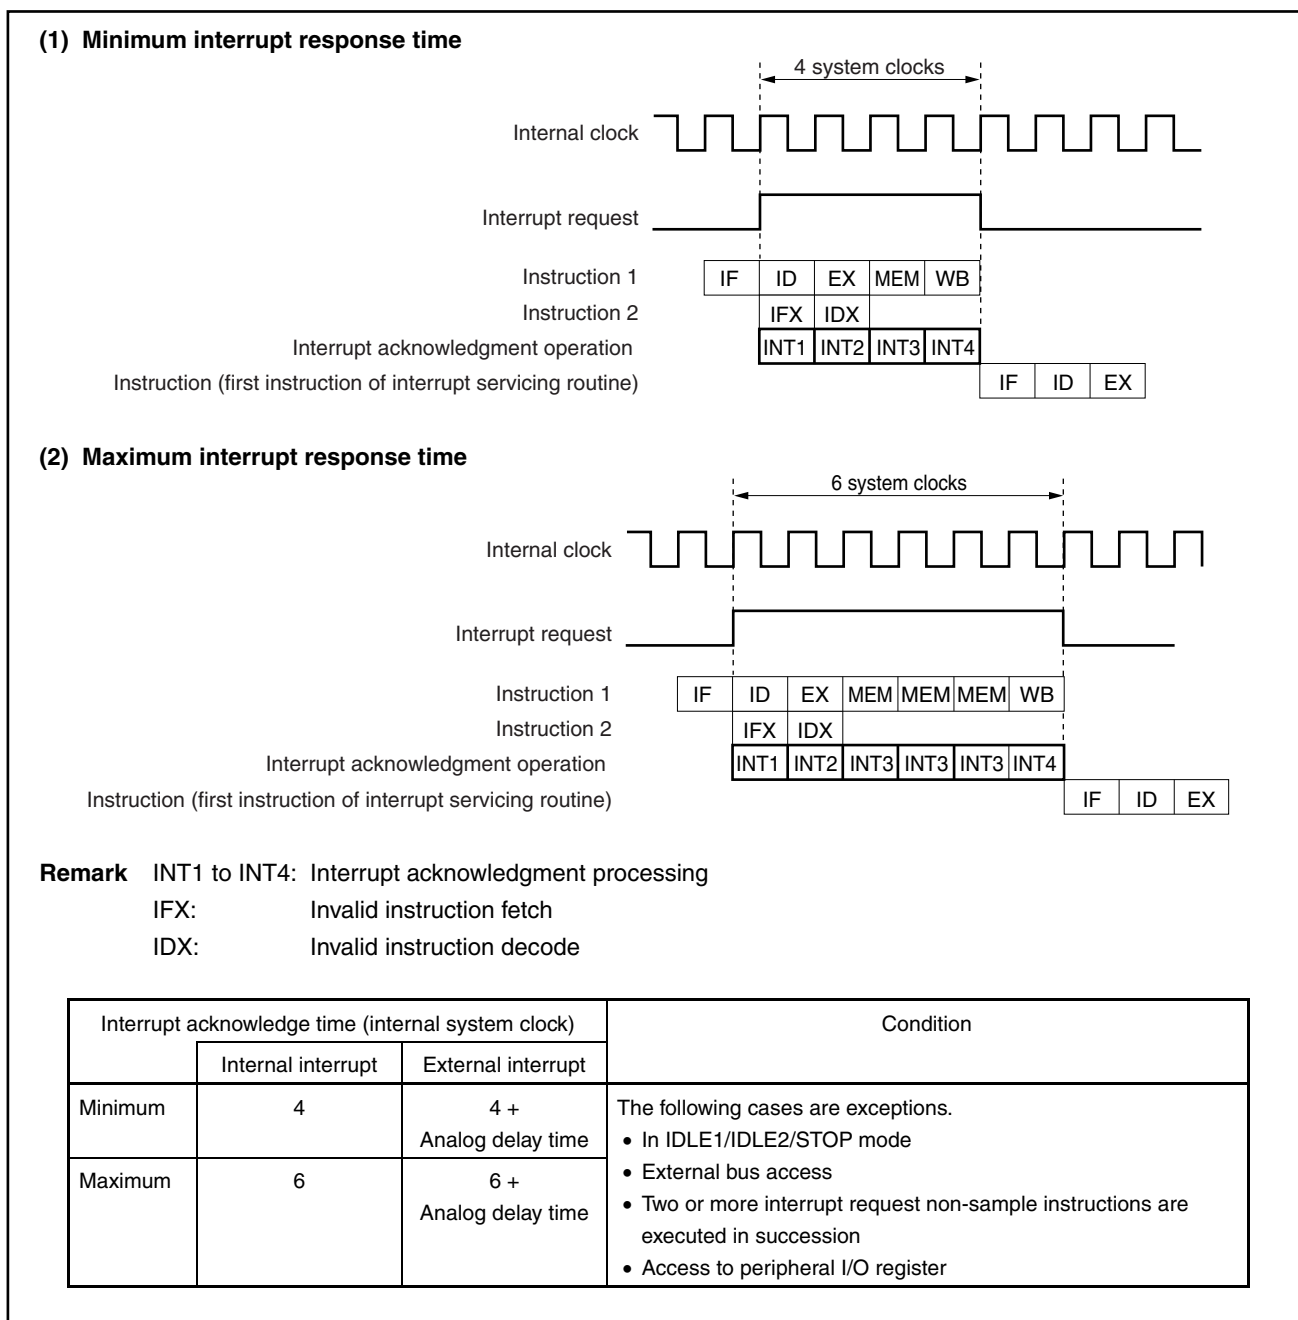 (1) Minimum interrupt response time
4 system clocks
Internal clock
Interrupt request
Instruction 1 IF ID EX MEM WB
Instruction 2 IFX IDX
Interrupt acknowledgment operation INT1 INT2 INT3 INT4
Instruction (first instruction of interrupt servicing routine) IF ID EX
(2) Maximum interrupt response time
6 system clocks
Internal clock
Interrupt request
Instruction 1 IF ID EX MEM MEM MEM WB
Instruction 2 IFX IDX
Interrupt acknowledgment operation INT1 INT2 INT3 INT3 INT3 INT4
Instruction (first instruction of interrupt servicing routine) IF ID EX
Remark INT1 to INT4: Interrupt acknowledgment processing
IFX: Invalid instruction fetch
IDX: Invalid instruction decode
Interrupt acknowledge time (internal system clock) Condition
Internal interrupt External interrupt
Minimum 4 4 +
Analog delay time
Maximum 6 6 +
Analog delay time
The following cases are exceptions.
• In IDLE1/IDLE2/STOP mode
• External bus access
• Two or more interrupt request non-sample instructions are
executed in succession
• Access to peripheral I/O register